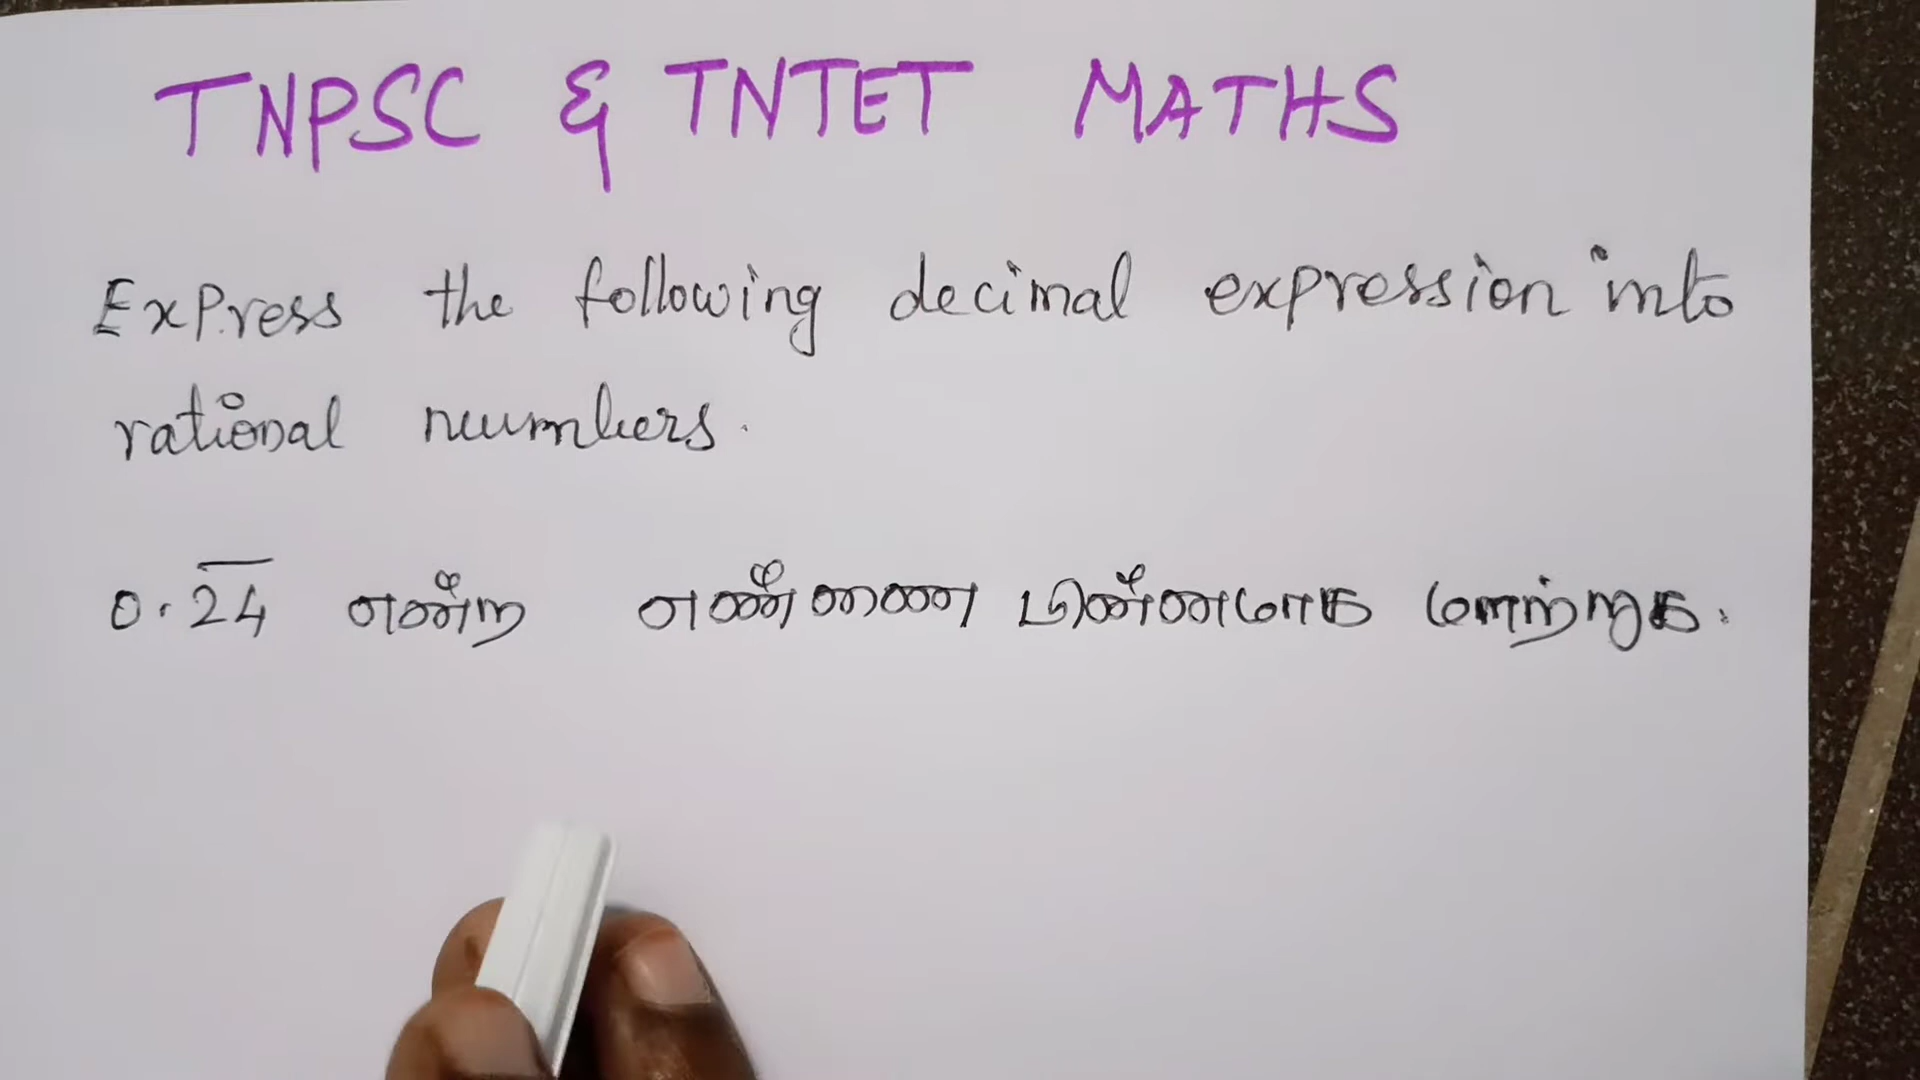 TNPSC & TNTET MATHS
Express the following decimal expression into
rational numbers.
0.2̅4̅ என்ற எண்ணை பின்னமாக மாற்றுக.